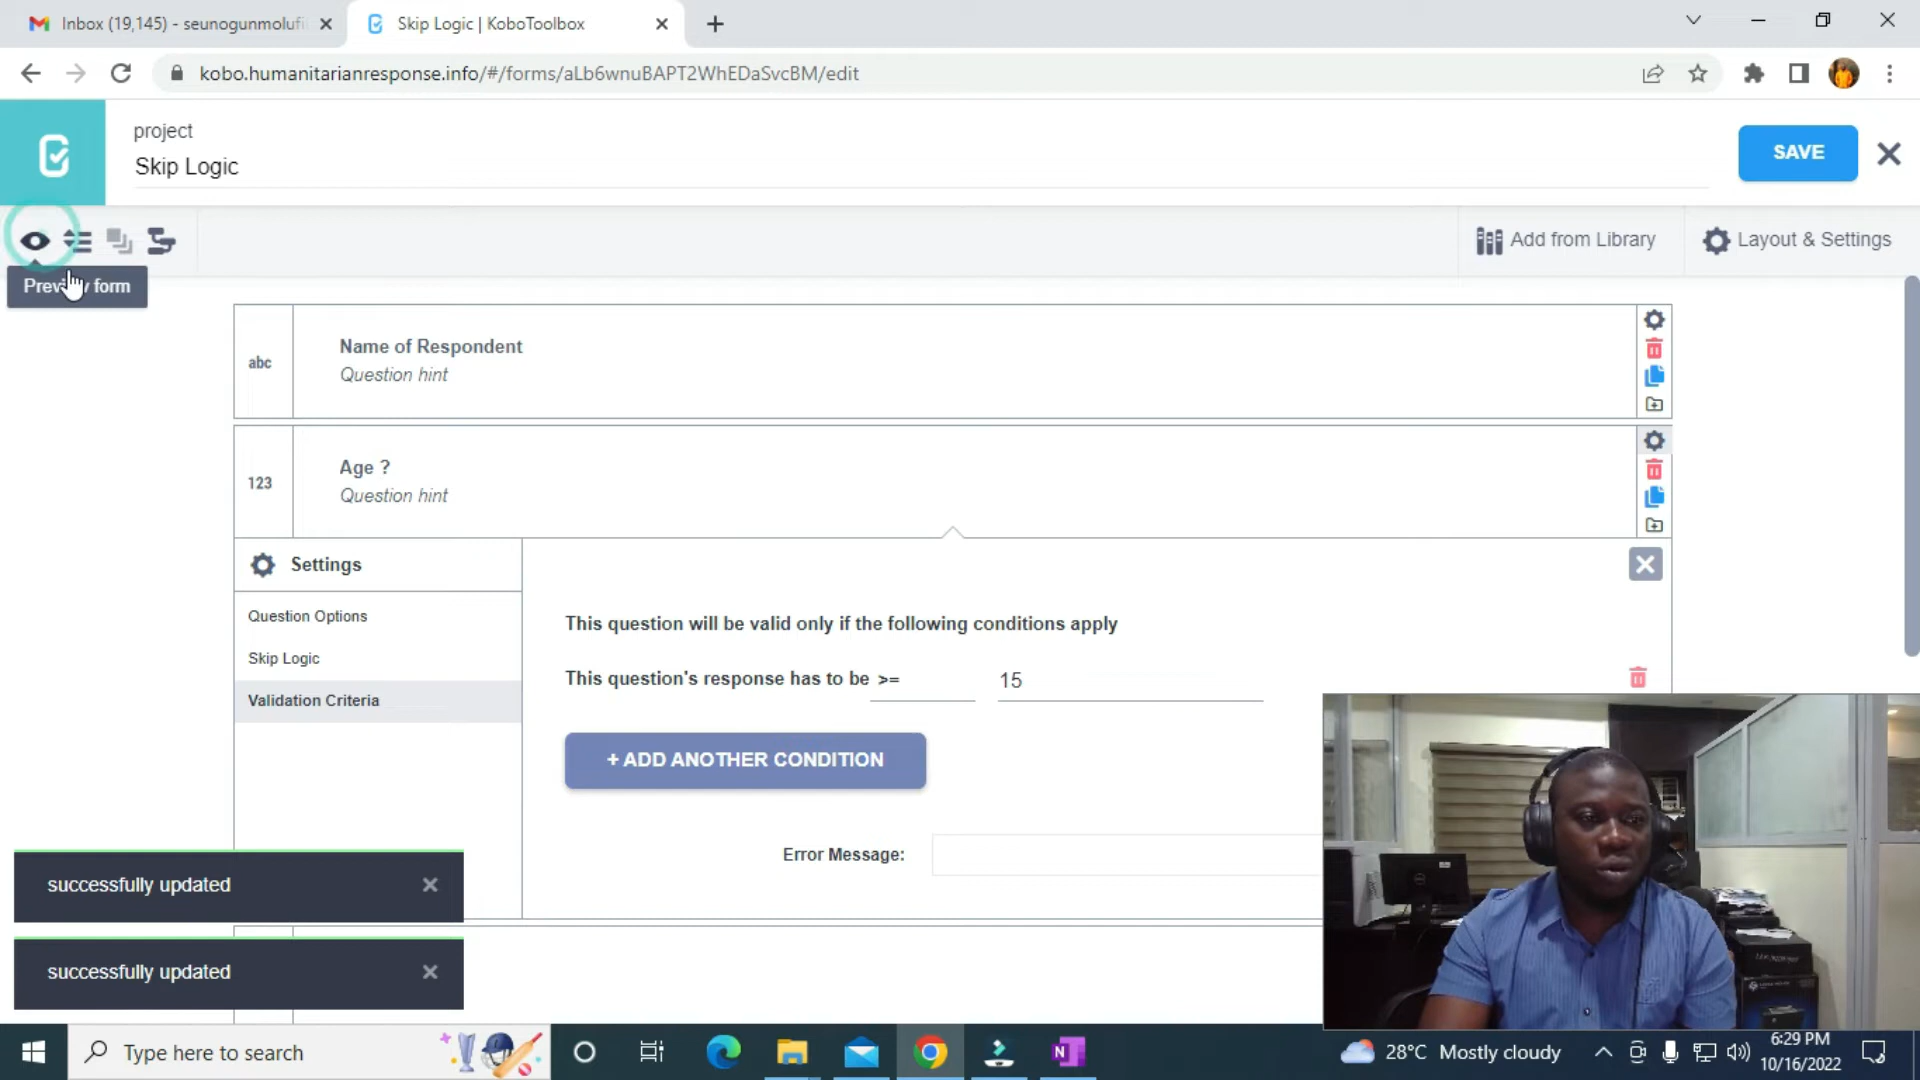 Inbox (19,145) - seunogunmolufi
Skip Logic | KoboToolbox
kobo.humanitarianresponse.info/#/forms/aLb6wnuBAPT2WhEDaSvcBM/edit
project
Skip Logic
SAVE
Add from Library
Layout & Settings
Preview form
abc
Name of Respondent
Question hint
123
Age ?
Question hint
Settings
Question Options
Skip Logic
Validation Criteria
This question will be valid only if the following conditions apply
This question's response has to be >= 15
+ ADD ANOTHER CONDITION
Error Message:
successfully updated
successfully updated
Type here to search
28°C Mostly cloudy
6:29 PM
10/16/2022